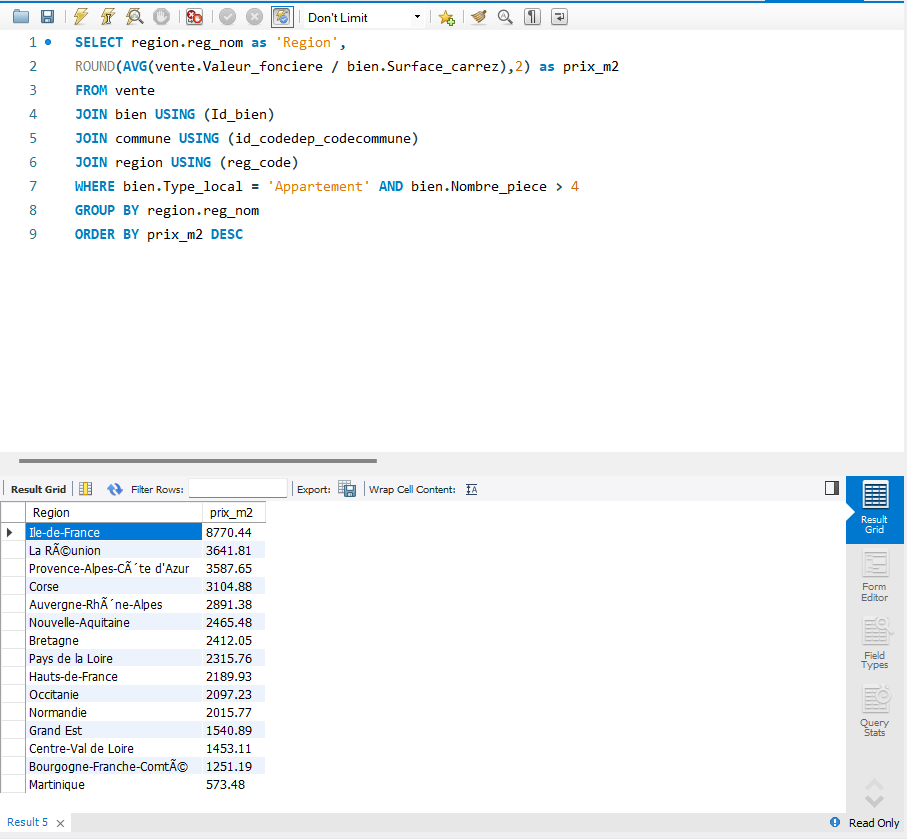 Don't Limit
1 SELECT region.reg_nom as 'Region',
2 ROUND(AVG(vente.Valeur_fonciere / bien.Surface_carrez),2) as prix_m2
3 FROM vente
4 JOIN bien USING (Id_bien)
5 JOIN commune USING (id_codedep_codecommune)
6 JOIN region USING (reg_code)
7 WHERE bien.Type_local = 'Appartement' AND bien.Nombre_piece > 4
8 GROUP BY region.reg_nom
9 ORDER BY prix_m2 DESC
Result Grid Filter Rows: Export: Wrap Cell Content:
Region prix_m2
Ile-de-France 8770.44
La RÃ©union 3641.81
Provence-Alpes-CÃ´te d'Azur 3587.65
Corse 3104.88
Auvergne-RhÃ´ne-Alpes 2891.38
Nouvelle-Aquitaine 2465.48
Bretagne 2412.05
Pays de la Loire 2315.76
Hauts-de-France 2189.93
Occitanie 2097.23
Normandie 2015.77
Grand Est 1540.89
Centre-Val de Loire 1453.11
Bourgogne-Franche-ComtÃ© 1251.19
Martinique 573.48
Result
Grid
Form
Editor
Field
Types
Query
Stats
Result 5
Read Only